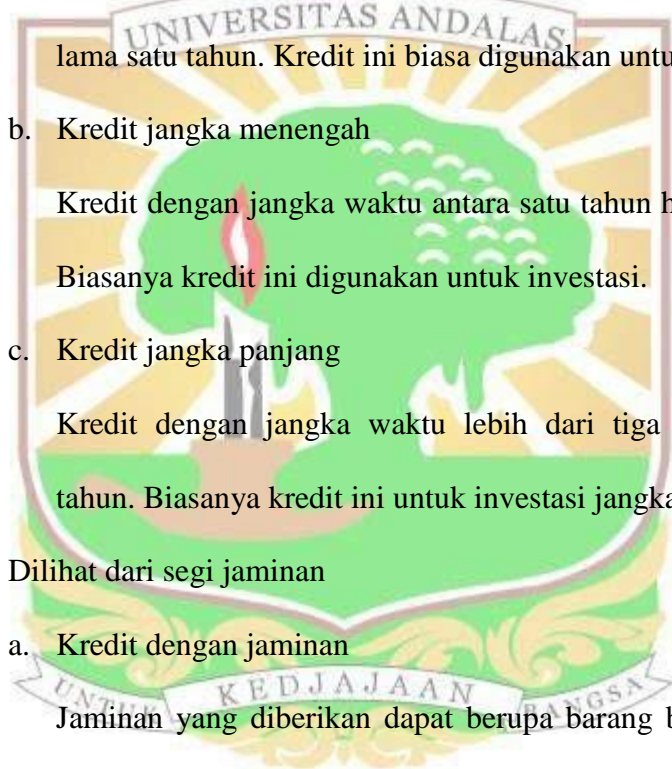 UNIVERSITAS ANDALAS
lama satu tahun. Kredit ini biasa digunakan
b. Kredit jangka menengah
Kredit dengan jangka waktu antara satu tahun
Biasanya kredit ini digunakan untuk investasi.
c. Kredit jangka panjang
Kredit dengan jangka waktu lebih dari tiga
tahun. Biasanya kredit ini untuk investasi jangka
Dilihat dari segi jaminan
a. Kredit dengan jaminan
UNTUK KEDJAJAAN BANGSA
Jaminan yang diberikan dapat berupa barang